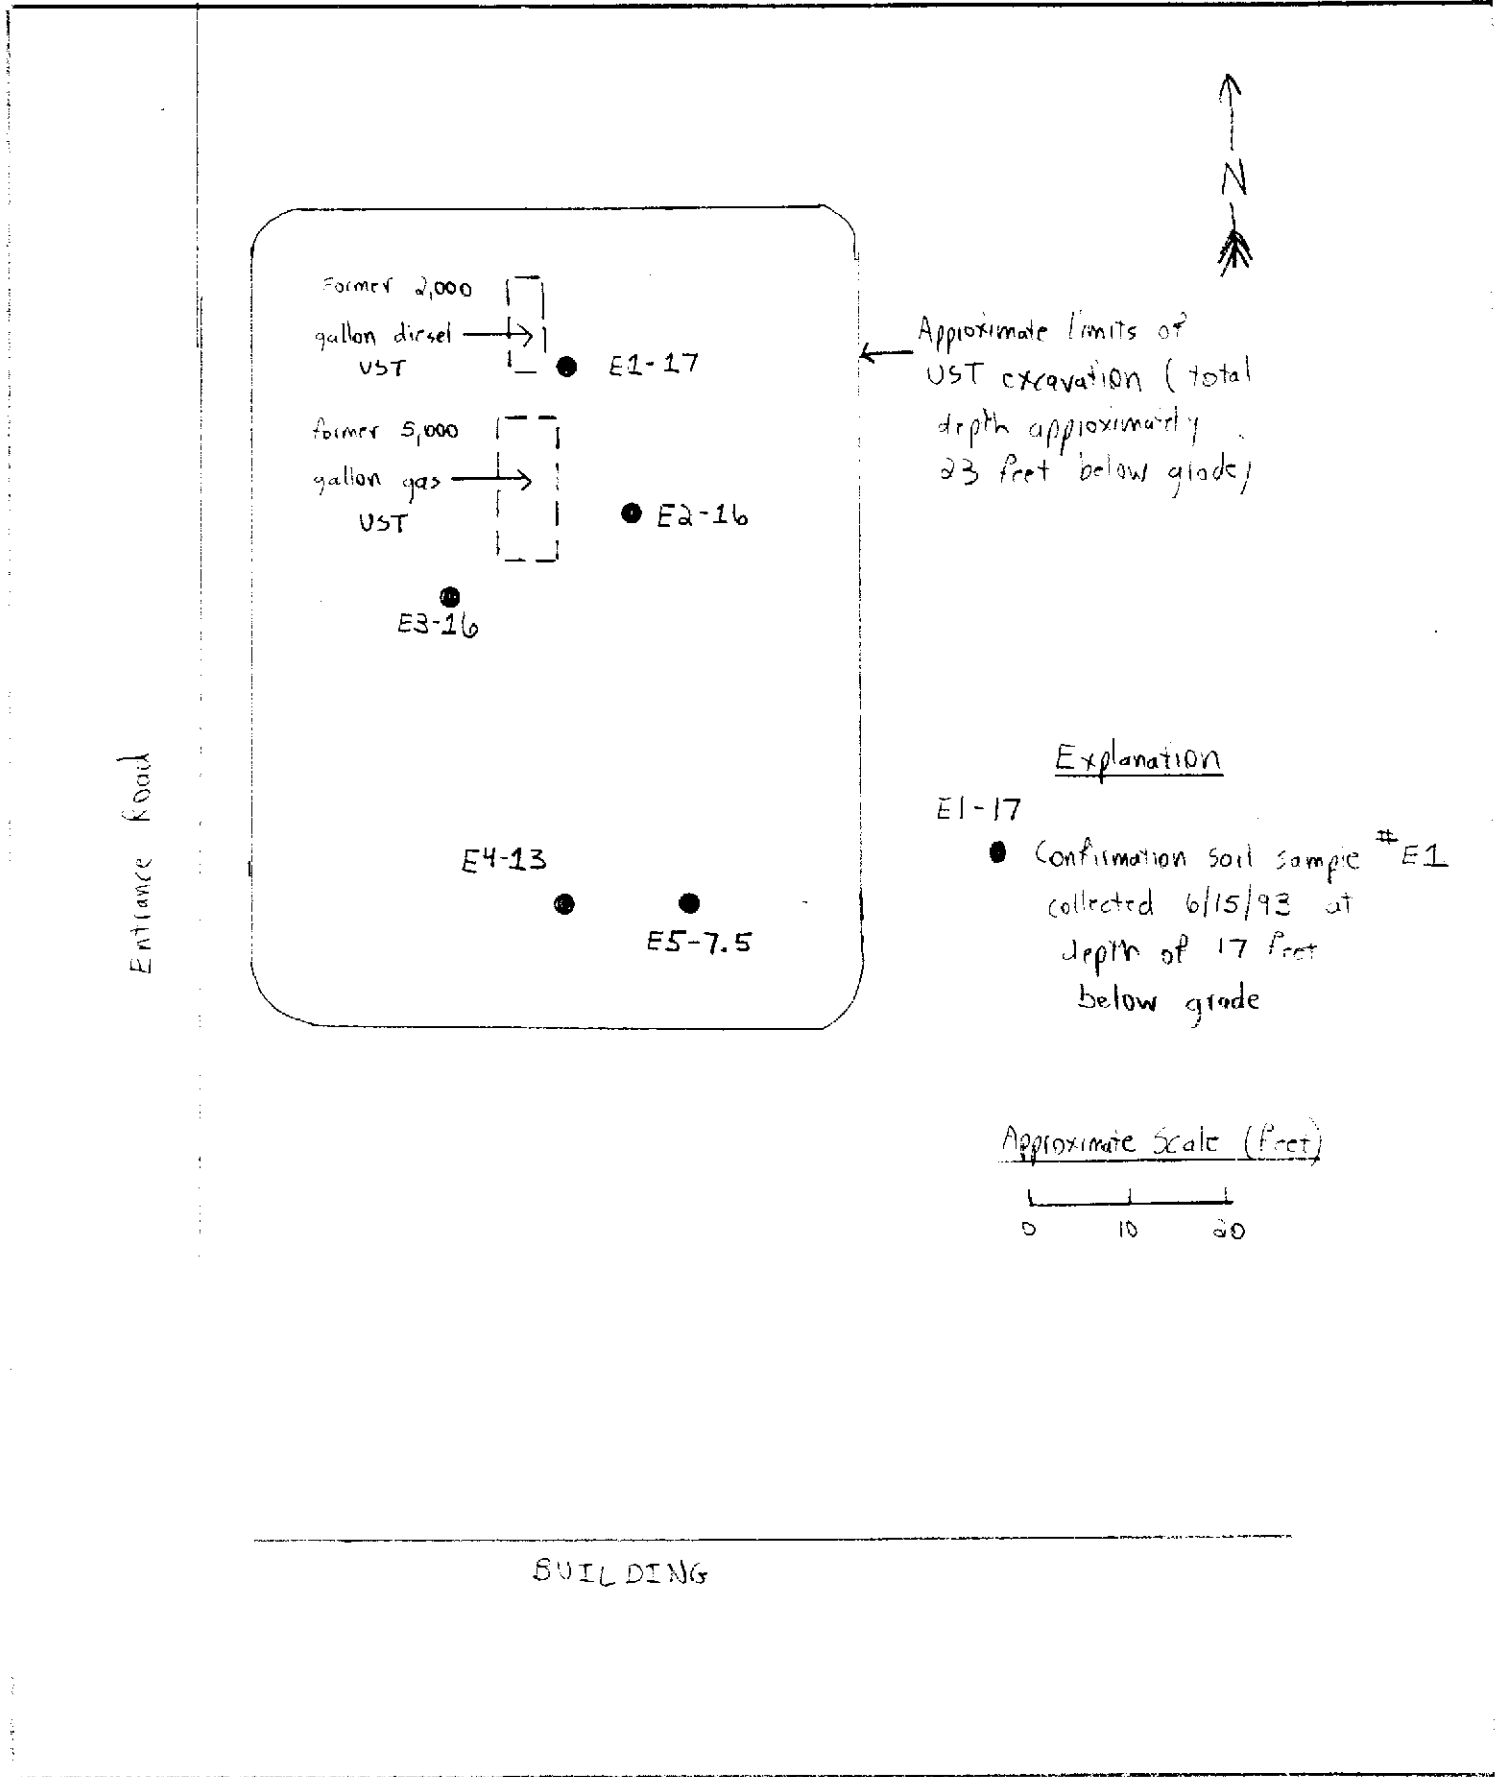 N
Former 2,000
gallon diesel
UST
E1-17
Approximate limits of
UST excavation (total
depth approximately
23 feet below grade)
former 5,000
gallon gas
UST
E2-16
E3-16
Entrance Road
Explanation
E1-17
Confirmation soil sample #E1
collected 6/15/93 at
depth of 17 feet
below grade
E4-13
E5-7.5
Approximate Scale (feet)
0 10 20
BUILDING